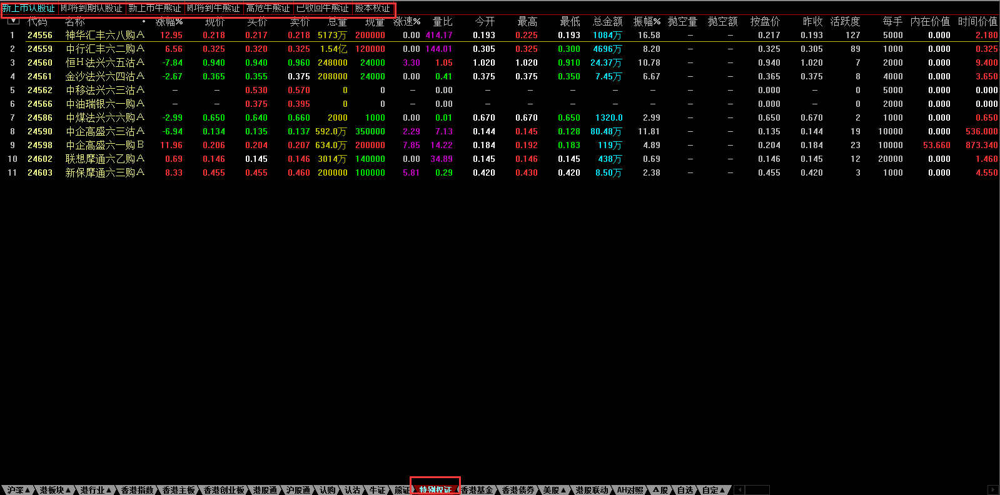 新上市认股证 即将到期认股证 新上市牛熊证 即将到牛熊证 高危牛熊证 已收回牛熊证 股本权证
▼ 代码 名称 · 涨幅% 现价 买价 卖价 总量 现量 涨速% 量比 今开 最高 最低 总金额 振幅% 抛空量 抛空额 按盘价 昨收 活跃度 每手 内在价值 时间价值
1 24556 神华汇丰六八购A 12.95 0.218 0.217 0.218 5173万 200000 0.00 414.17 0.193 0.225 0.193 1084万 16.58 — — 0.217 0.193 127 5000 0.000 2.180
2 24559 中行汇丰六二购A 6.56 0.325 0.320 0.325 1.54亿 120000 0.00 144.01 0.305 0.325 0.300 4696万 8.20 — — 0.325 0.305 89 1000 0.000 0.325
3 24560 恒H法兴六五沽A -7.84 0.940 0.940 0.960 248000 24000 3.30 1.05 1.020 1.020 0.910 24.37万 10.78 — — 0.940 1.020 7 2000 0.000 9.400
4 24561 金沙法兴六四沽A -2.67 0.365 0.355 0.375 208000 24000 0.00 0.41 0.375 0.375 0.350 7.45万 6.67 — — 0.365 0.375 8 4000 0.000 3.650
5 24562 中移法兴六三沽A — — 0.530 0.570 0 0 — 0.00 — — — — — — — 0.000 — 0 5000 0.000 0.000
6 24566 中油瑞银六一购A — — 0.375 0.395 0 0 — 0.00 — — — — — — — 0.000 — 0 2000 0.000 0.000
7 24586 中煤法兴六六购A -2.99 0.650 0.640 0.660 2000 1000 0.00 0.01 0.670 0.670 0.650 1320.0 2.99 — — 0.650 0.670 2 1000 0.000 0.650
8 24590 中企高盛六三沽A -6.94 0.134 0.135 0.137 592.0万 350000 2.29 7.13 0.144 0.145 0.128 80.48万 11.81 — — 0.135 0.144 19 10000 0.000 536.000
9 24598 中企高盛六一购B 11.96 0.206 0.204 0.207 634.0万 200000 7.85 14.22 0.184 0.192 0.183 119万 4.89 — — 0.204 0.184 23 10000 53.660 873.340
10 24602 联想摩通六乙购A 0.69 0.146 0.145 0.146 3014万 140000 0.00 34.89 0.145 0.146 0.145 438万 0.69 — — 0.146 0.145 12 20000 0.000 1.460
11 24603 新保摩通六三购A 8.33 0.455 0.455 0.460 200000 100000 5.81 0.29 0.420 0.430 0.420 8.50万 2.38 — — 0.455 0.420 3 1000 0.000 4.550
沪深▲ 港板块▲ 港行业▲ 香港指数 香港主板 香港创业板 港股通 沪股通 认购 认沽 牛证 熊证 特别权证 香港基金 香港债券 美股▲ 港股联动 AH对照 A股 自选 自定▲